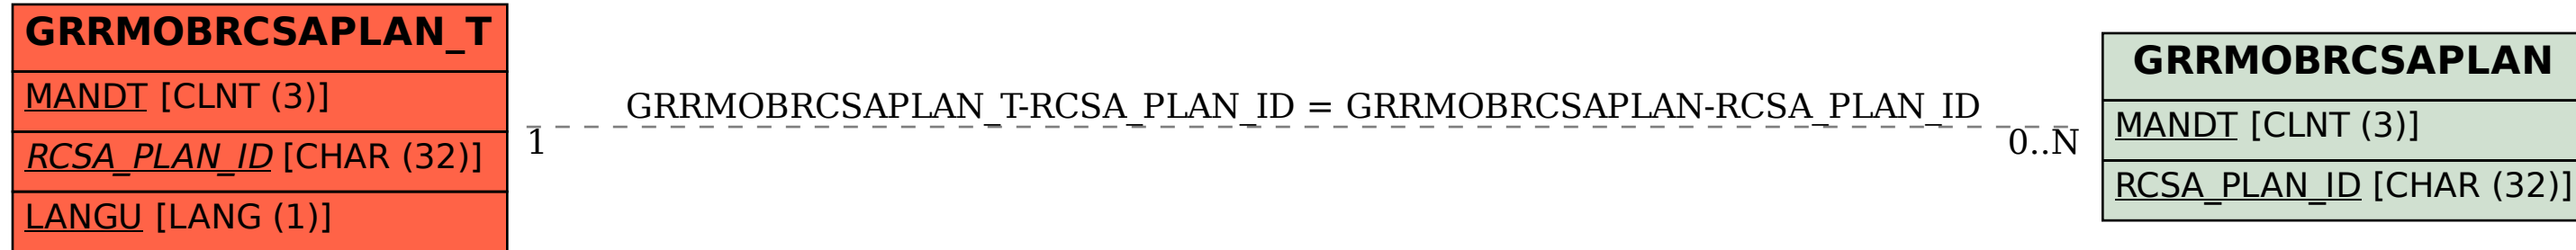 GRRMOBRCSAPLAN_T
MANDT [CLNT (3)]
RCSA_PLAN_ID [CHAR (32)]
LANGU [LANG (1)]
GRRMOBRCSAPLAN_T-RCSA_PLAN_ID = GRRMOBRCSAPLAN-RCSA_PLAN_ID
1
0..N
GRRMOBRCSAPLAN
MANDT [CLNT (3)]
RCSA_PLAN_ID [CHAR (32)]